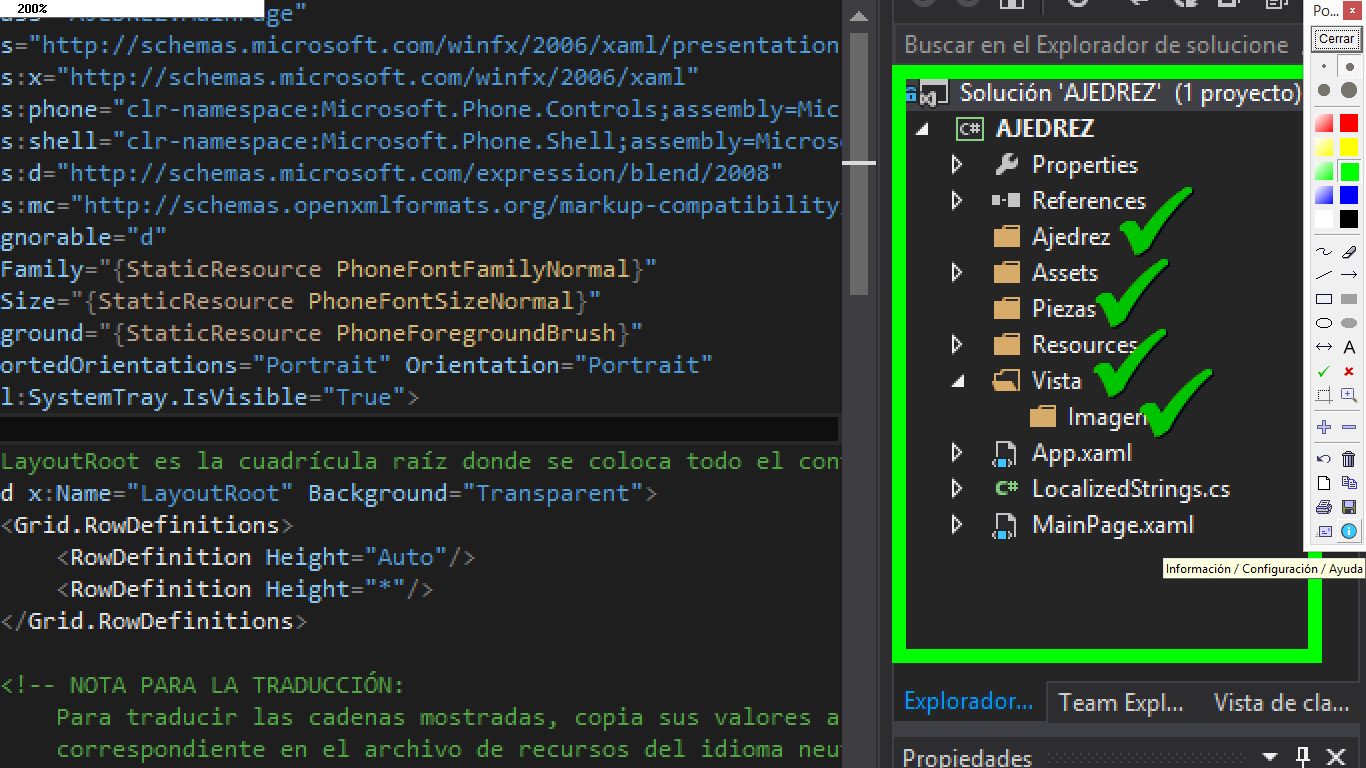 200%
ass="AJEDREZ.MainPage"
s="http://schemas.microsoft.com/winfx/2006/xaml/presentation
s:x="http://schemas.microsoft.com/winfx/2006/xaml"
s:phone="clr-namespace:Microsoft.Phone.Controls;assembly=Mic
s:shell="clr-namespace:Microsoft.Phone.Shell;assembly=Micros
s:d="http://schemas.microsoft.com/expression/blend/2008"
s:mc="http://schemas.openxmlformats.org/markup-compatibility
gnorable="d"
Family="{StaticResource PhoneFontFamilyNormal}"
Size="{StaticResource PhoneFontSizeNormal}"
ground="{StaticResource PhoneForegroundBrush}"
ortedOrientations="Portrait" Orientation="Portrait"
l:SystemTray.IsVisible="True">
LayoutRoot es la cuadrícula raíz donde se coloca todo el con
d x:Name="LayoutRoot" Background="Transparent">
<Grid.RowDefinitions>
<RowDefinition Height="Auto"/>
<RowDefinition Height="*"/>
</Grid.RowDefinitions>
<!-- NOTA PARA LA TRADUCCIÓN:
Para traducir las cadenas mostradas, copia sus valores a
correspondiente en el archivo de recursos del idioma neu
Buscar en el Explorador de solucione
Solución 'AJEDREZ' (1 proyecto)
C# AJEDREZ
Properties
References
Ajedrez
Assets
Piezas
Resources
Vista
Imagen
App.xaml
C# LocalizedStrings.cs
MainPage.xaml
Explorador...
Team Expl...
Vista de cla...
Propiedades
Po...
Cerrar
A
Información / Configuración / Ayuda